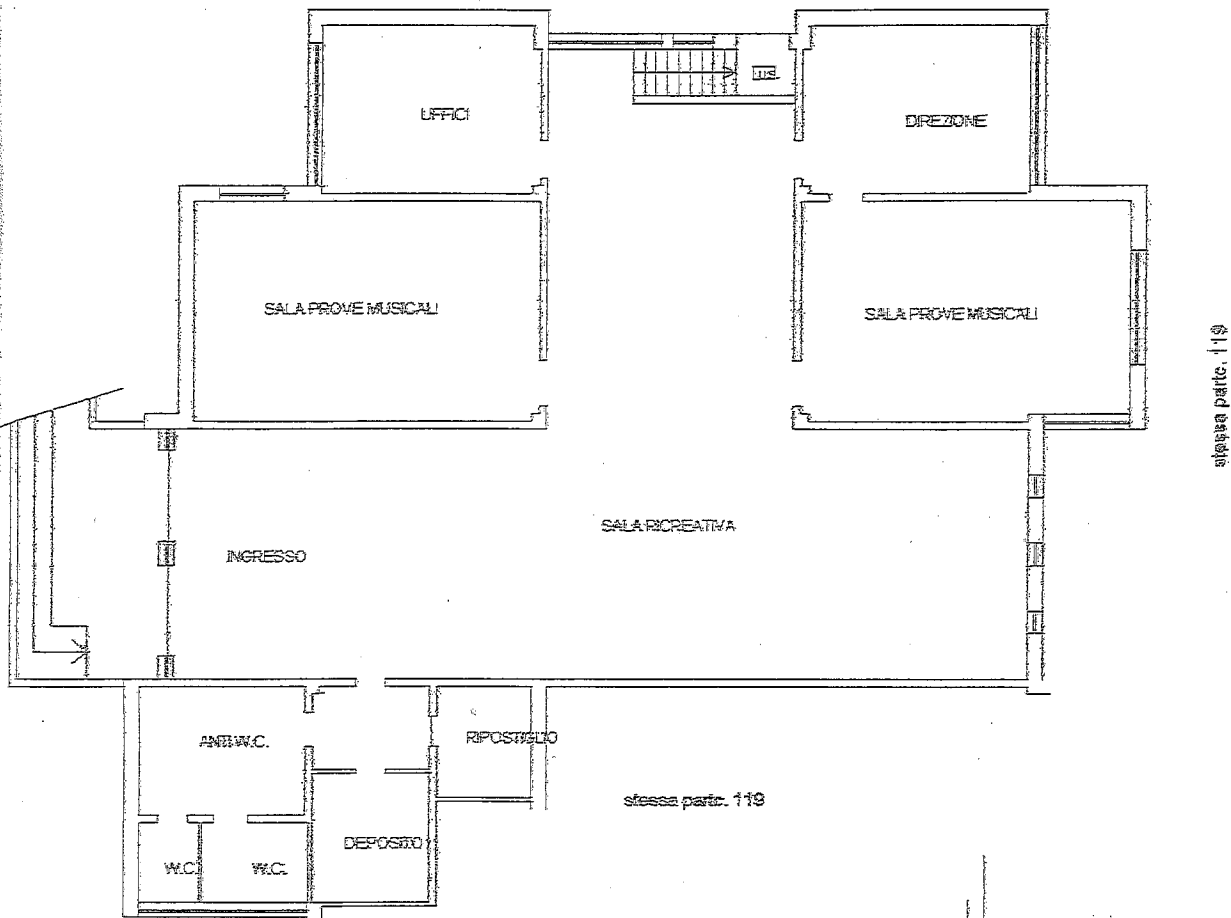 UFFICI
DIREZIONE
SALA PROVE MUSICALI
SALA PROVE MUSICALI
stessa partc. 119
SALA RICREATIVA
INGRESSO
ANTI W.C.
RIPOSTIGLIO
stessa partc. 119
DEPOSITO
W.C.
W.C.